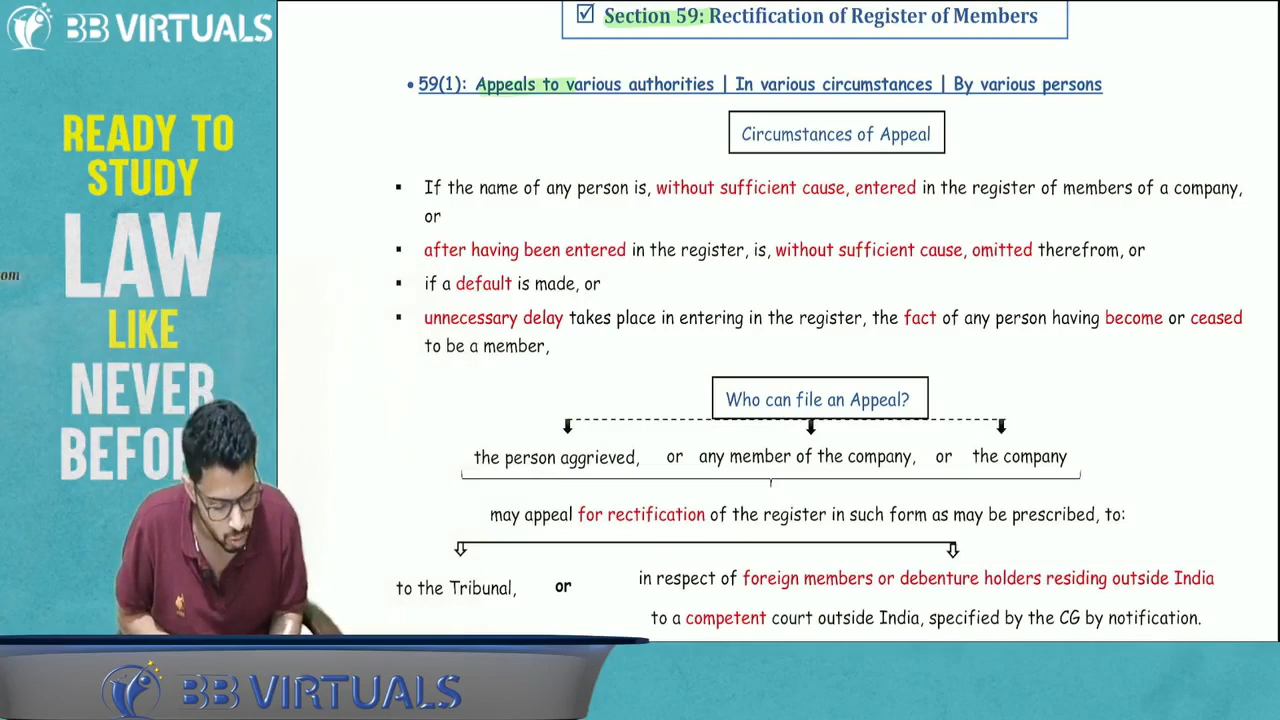 BB VIRTUALS
READY TO
STUDY
LAW
LIKE
NEVER
om
☑ Section 59: Rectification of Register of Members
• 59(1): Appeals to various authorities | In various circumstances | By various persons
Circumstances of Appeal
▪ If the name of any person is, without sufficient cause, entered in the register of members of a company,
or
▪ after having been entered in the register, is, without sufficient cause, omitted therefrom, or
▪ if a default is made, or
▪ unnecessary delay takes place in entering in the register, the fact of any person having become or ceased
to be a member,
Who can file an Appeal?
the person aggrieved, or any member of the company, or the company
may appeal for rectification of the register in such form as may be prescribed, to:
to the Tribunal, or
in respect of foreign members or debenture holders residing outside India
to a competent court outside India, specified by the CG by notification.
BB VIRTUALS